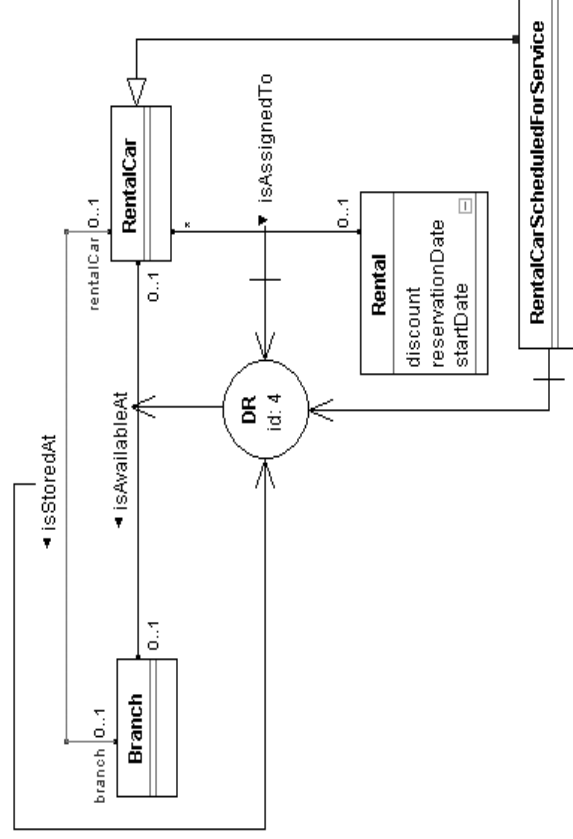 ◄ isStoredAt
branch 0..1
rentalCar 0..1
Branch
0..1
◄ isAvailableAt
0..1
RentalCar
*
◄ isAssignedTo
0..1
DR
id: 4
Rental
discount
reservationDate
startDate
RentalCarScheduledForService